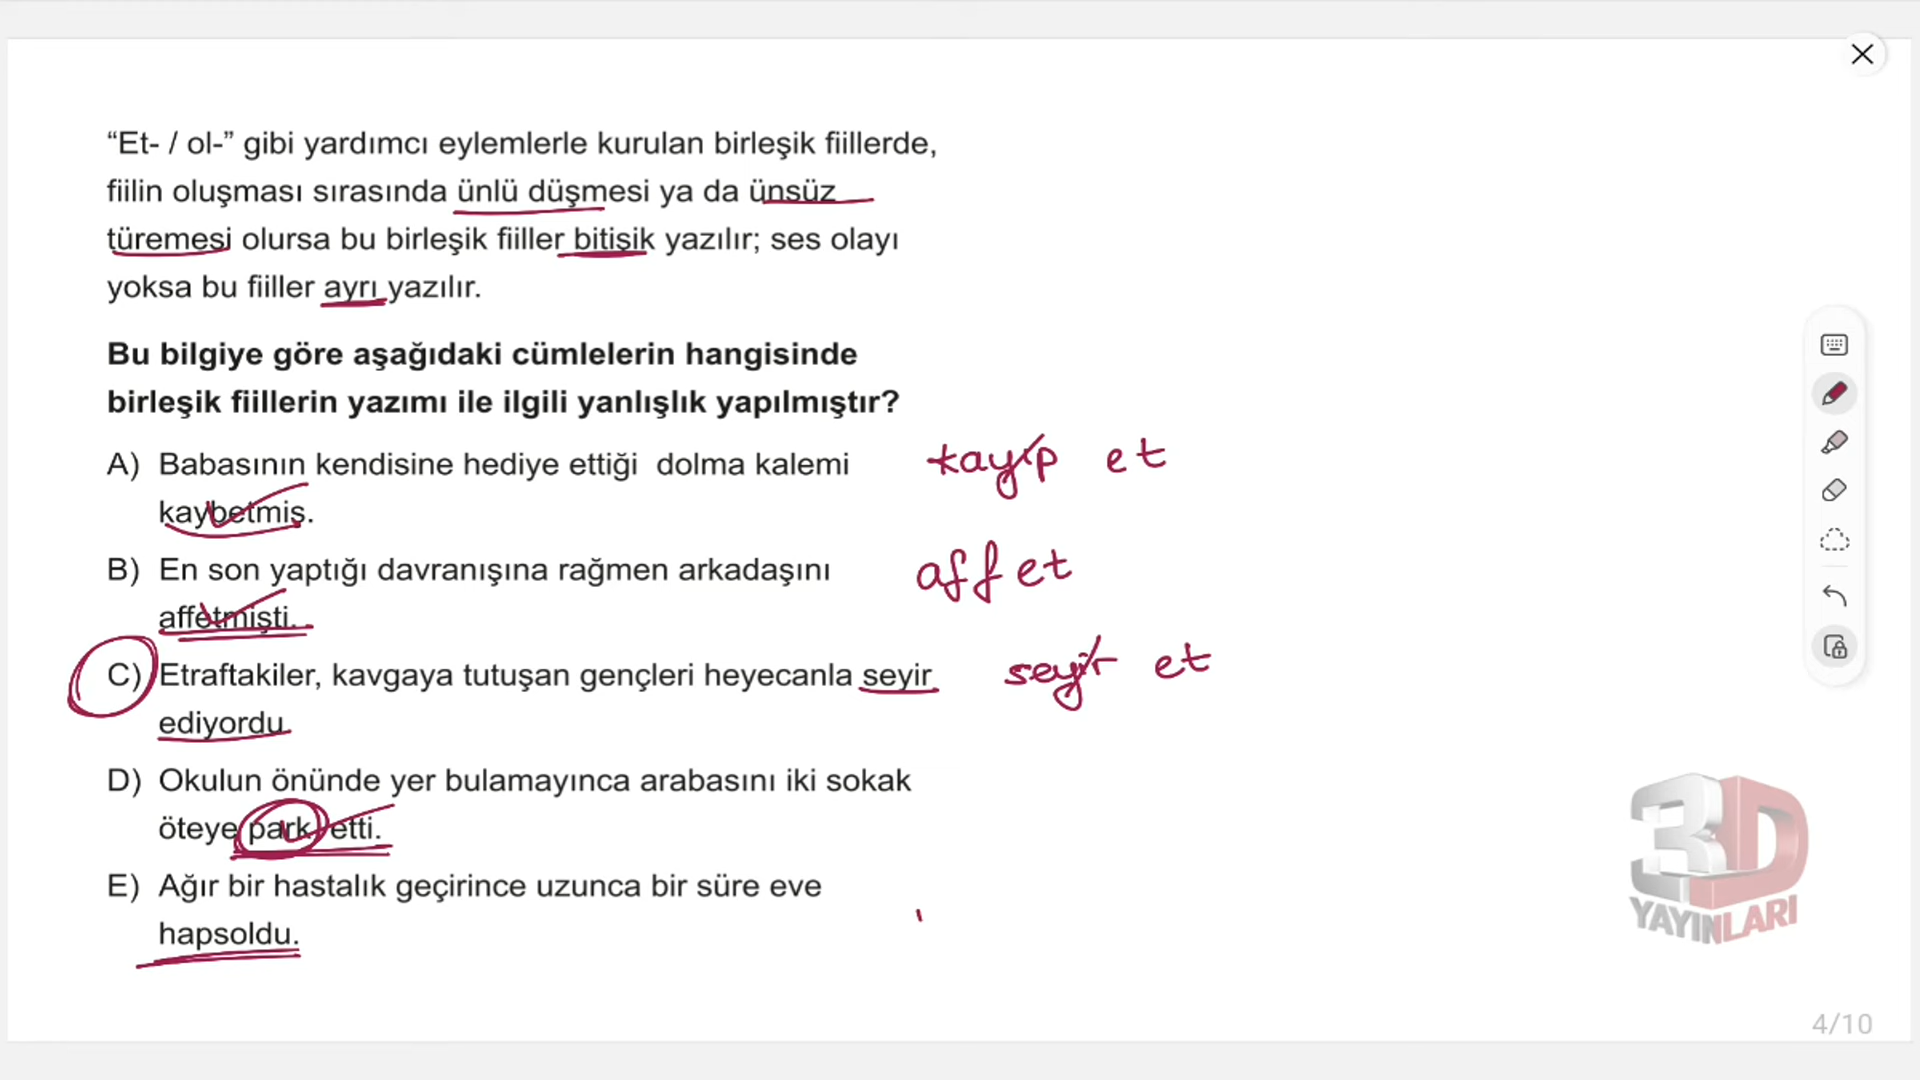 “Et- / ol-” gibi yardımcı eylemlerle kurulan birleşik fiillerde,
fiilin oluşması sırasında ünlü düşmesi ya da ünsüz
türemesi olursa bu birleşik fiiller bitişik yazılır; ses olayı
yoksa bu fiiller ayrı yazılır.
Bu bilgiye göre aşağıdaki cümlelerin hangisinde
birleşik fiillerin yazımı ile ilgili yanlışlık yapılmıştır?
A) Babasının kendisine hediye ettiği dolma kalemi
kaybetmiş.
kayıp et
B) En son yaptığı davranışına rağmen arkadaşını
affetmişti.
aff et
C) Etraftakiler, kavgaya tutuşan gençleri heyecanla seyir
ediyordu.
seyir et
D) Okulun önünde yer bulamayınca arabasını iki sokak
öteye park etti.
E) Ağır bir hastalık geçirince uzunca bir süre eve
hapsoldu.
3D
YAYINLARI
4/10